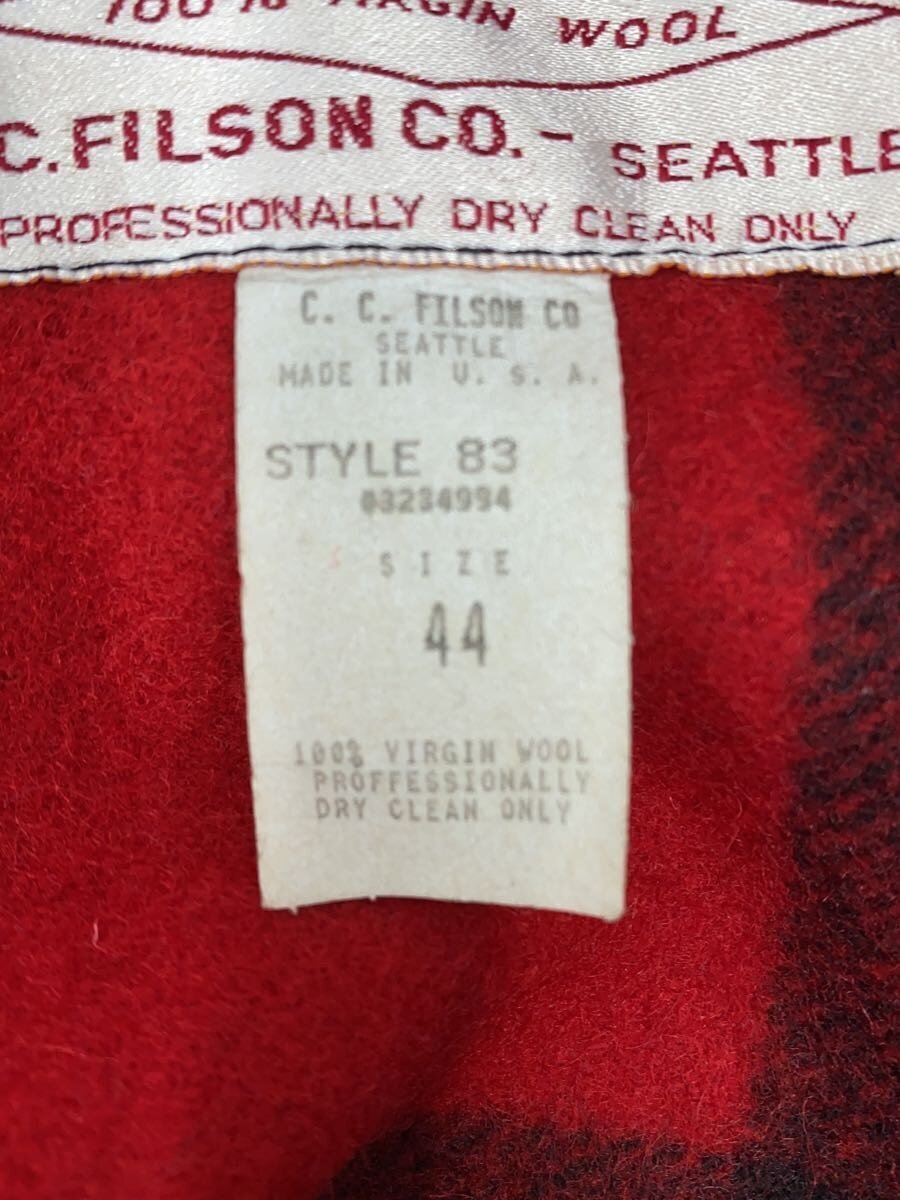 100% VIRGIN WOOL
C. FILSON CO. - SEATTLE
PROFESSIONALLY DRY CLEAN ONLY
C. C. FILSON CO
SEATTLE
MADE IN U. S. A.
STYLE 83
03234994
SIZE
44
100% VIRGIN WOOL
PROFFESSIONALLY
DRY CLEAN ONLY